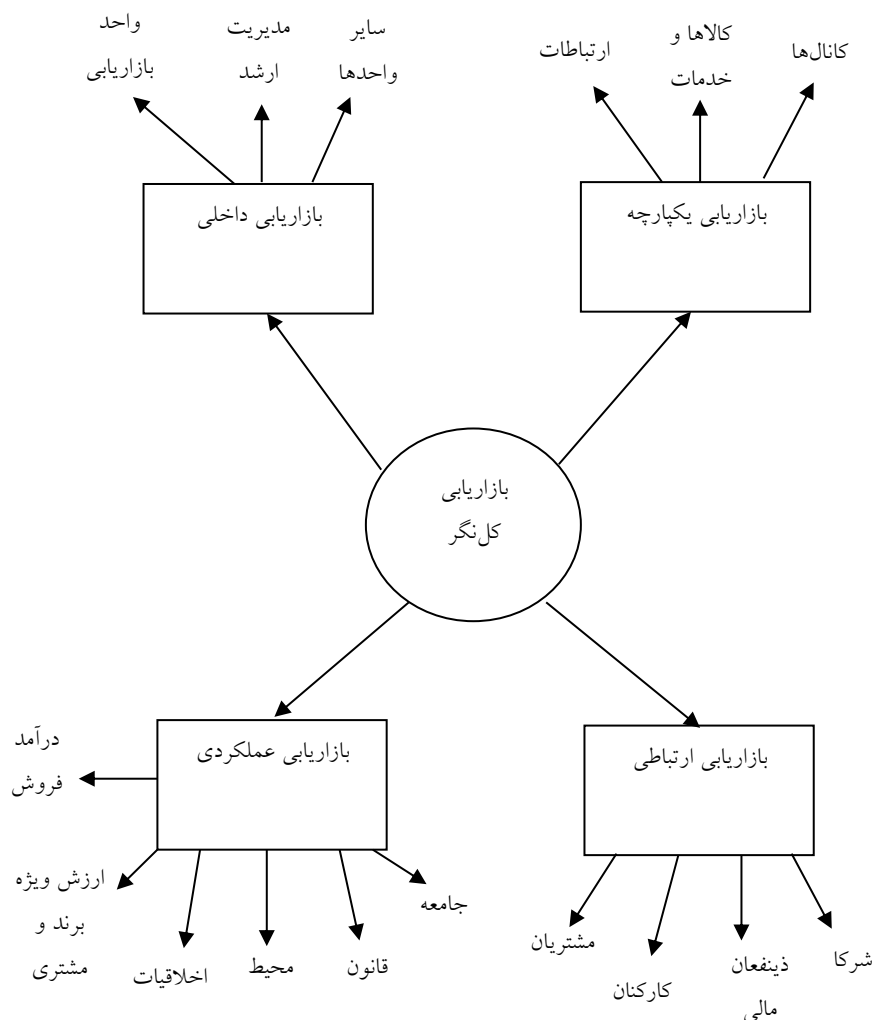 کانال‌ها
کالاها و
خدمات
ارتباطات
سایر
واحدها
مدیریت
ارشد
واحد
بازاریابی
بازاریابی یکپارچه
بازاریابی داخلی
بازاریابی
کل‌نگر
بازاریابی ارتباطی
بازاریابی عملکردی
درآمد
فروش
شرکا
ذینفعان
مالی
کارکنان
مشتریان
جامعه
قانون
محیط
اخلاقیات
ارزش ویژه
برند و
مشتری